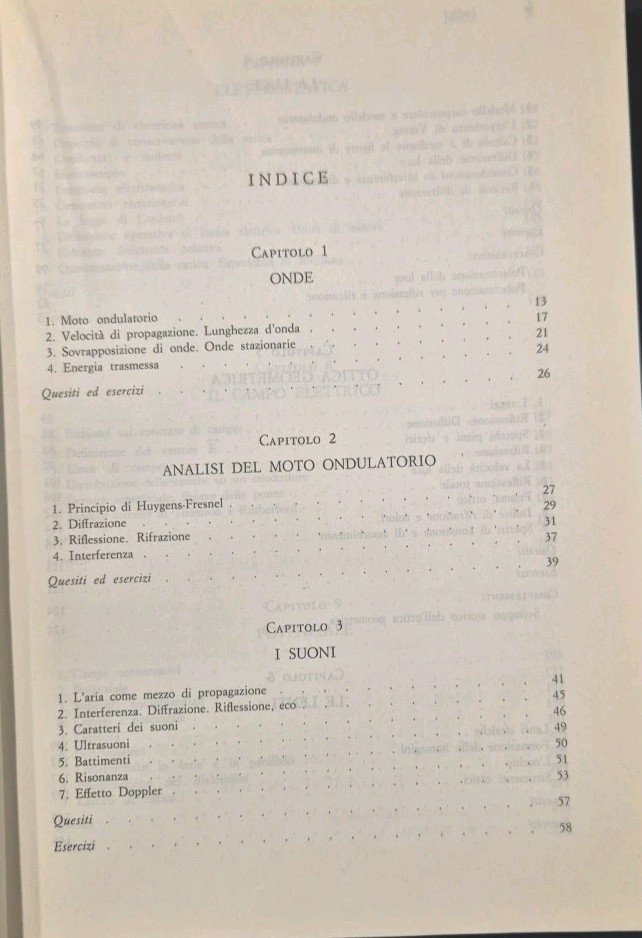 INDICE
CAPITOLO 1
ONDE
1. Moto ondulatorio . . . . . . . . . . . . 13
2. Velocità di propagazione. Lunghezza d'onda . . . . . . . 17
3. Sovrapposizione di onde. Onde stazionarie . . . . . . . 21
4. Energia trasmessa . . . . . . . . . . . . 24
Quesiti ed esercizi . . . . . . . . . . . . 26
CAPITOLO 2
ANALISI DEL MOTO ONDULATORIO
1. Principio di Huygens-Fresnel . . . . . . . . . . 27
2. Diffrazione . . . . . . . . . . . . . 29
3. Riflessione. Rifrazione . . . . . . . . . . . 31
4. Interferenza . . . . . . . . . . . . . 37
Quesiti ed esercizi . . . . . . . . . . . . 39
CAPITOLO 3
I SUONI
1. L'aria come mezzo di propagazione . . . . . . . . 41
2. Interferenza. Diffrazione. Riflessione, eco . . . . . . . 45
3. Caratteri dei suoni . . . . . . . . . . . 46
4. Ultrasuoni . . . . . . . . . . . . . 49
5. Battimenti . . . . . . . . . . . . . 50
6. Risonanza . . . . . . . . . . . . . 51
7. Effetto Doppler . . . . . . . . . . . . 53
Quesiti . . . . . . . . . . . . . . 57
Esercizi . . . . . . . . . . . . . . 58